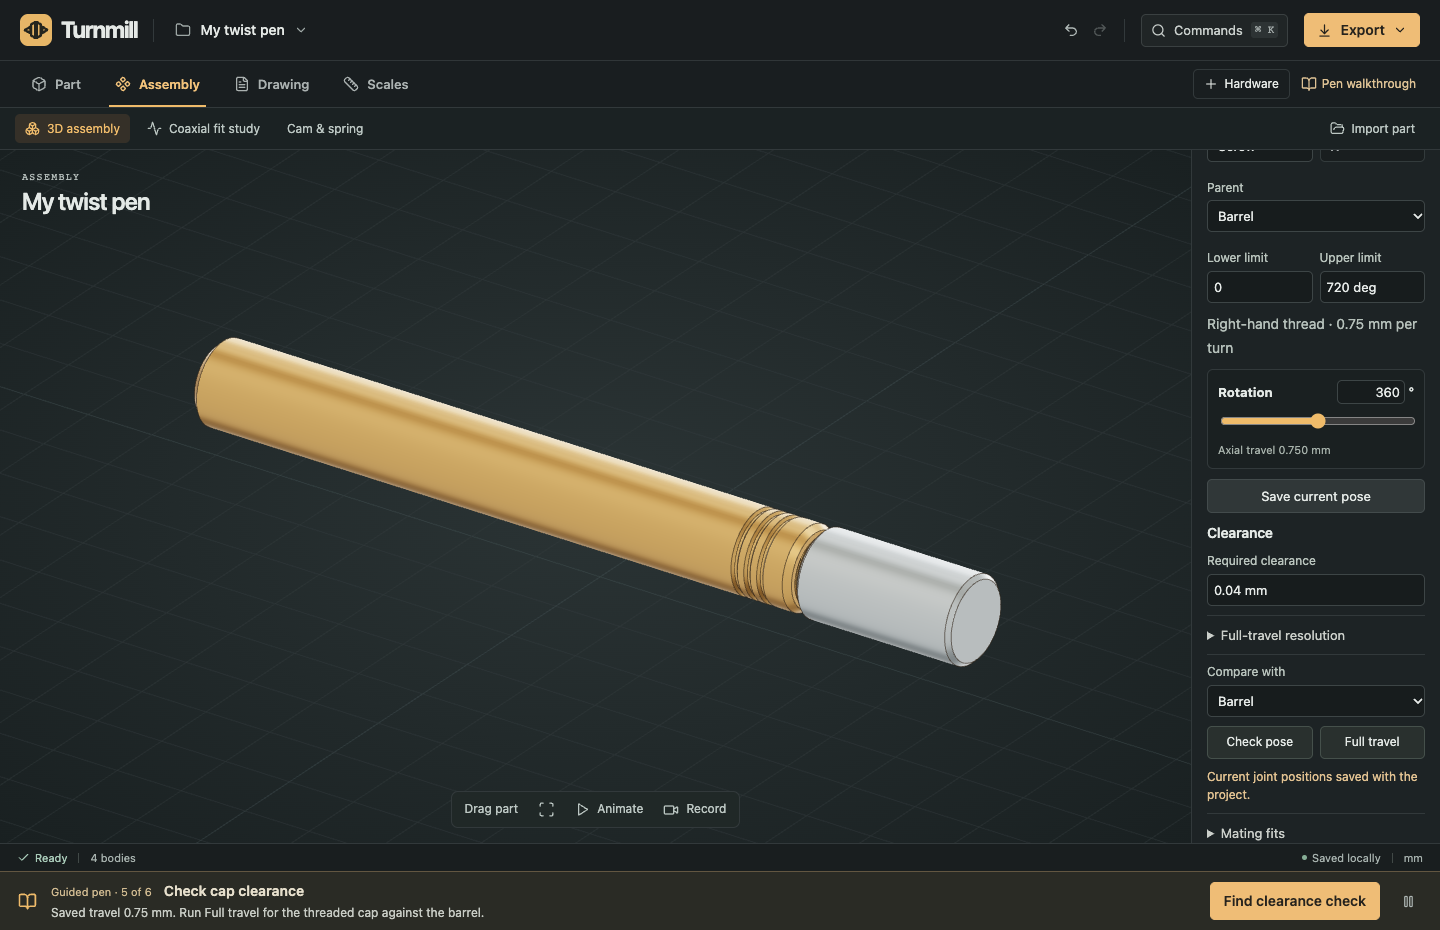 Turnmill
My twist pen
Commands ⌘ K
Export
Part
Assembly
Drawing
Scales
Hardware
Pen walkthrough
3D assembly
Coaxial fit study
Cam & spring
Import part
ASSEMBLY
My twist pen
Parent
Barrel
Lower limit
Upper limit
0
720 deg
Right-hand thread · 0.75 mm per
turn
Rotation
360 °
Axial travel 0.750 mm
Save current pose
Clearance
Required clearance
0.04 mm
Full-travel resolution
Compare with
Barrel
Check pose
Full travel
Current joint positions saved with the
project.
Mating fits
Drag part
Animate
Record
Ready
4 bodies
Saved locally
mm
Guided pen · 5 of 6 Check cap clearance
Saved travel 0.75 mm. Run Full travel for the threaded cap against the barrel.
Find clearance check